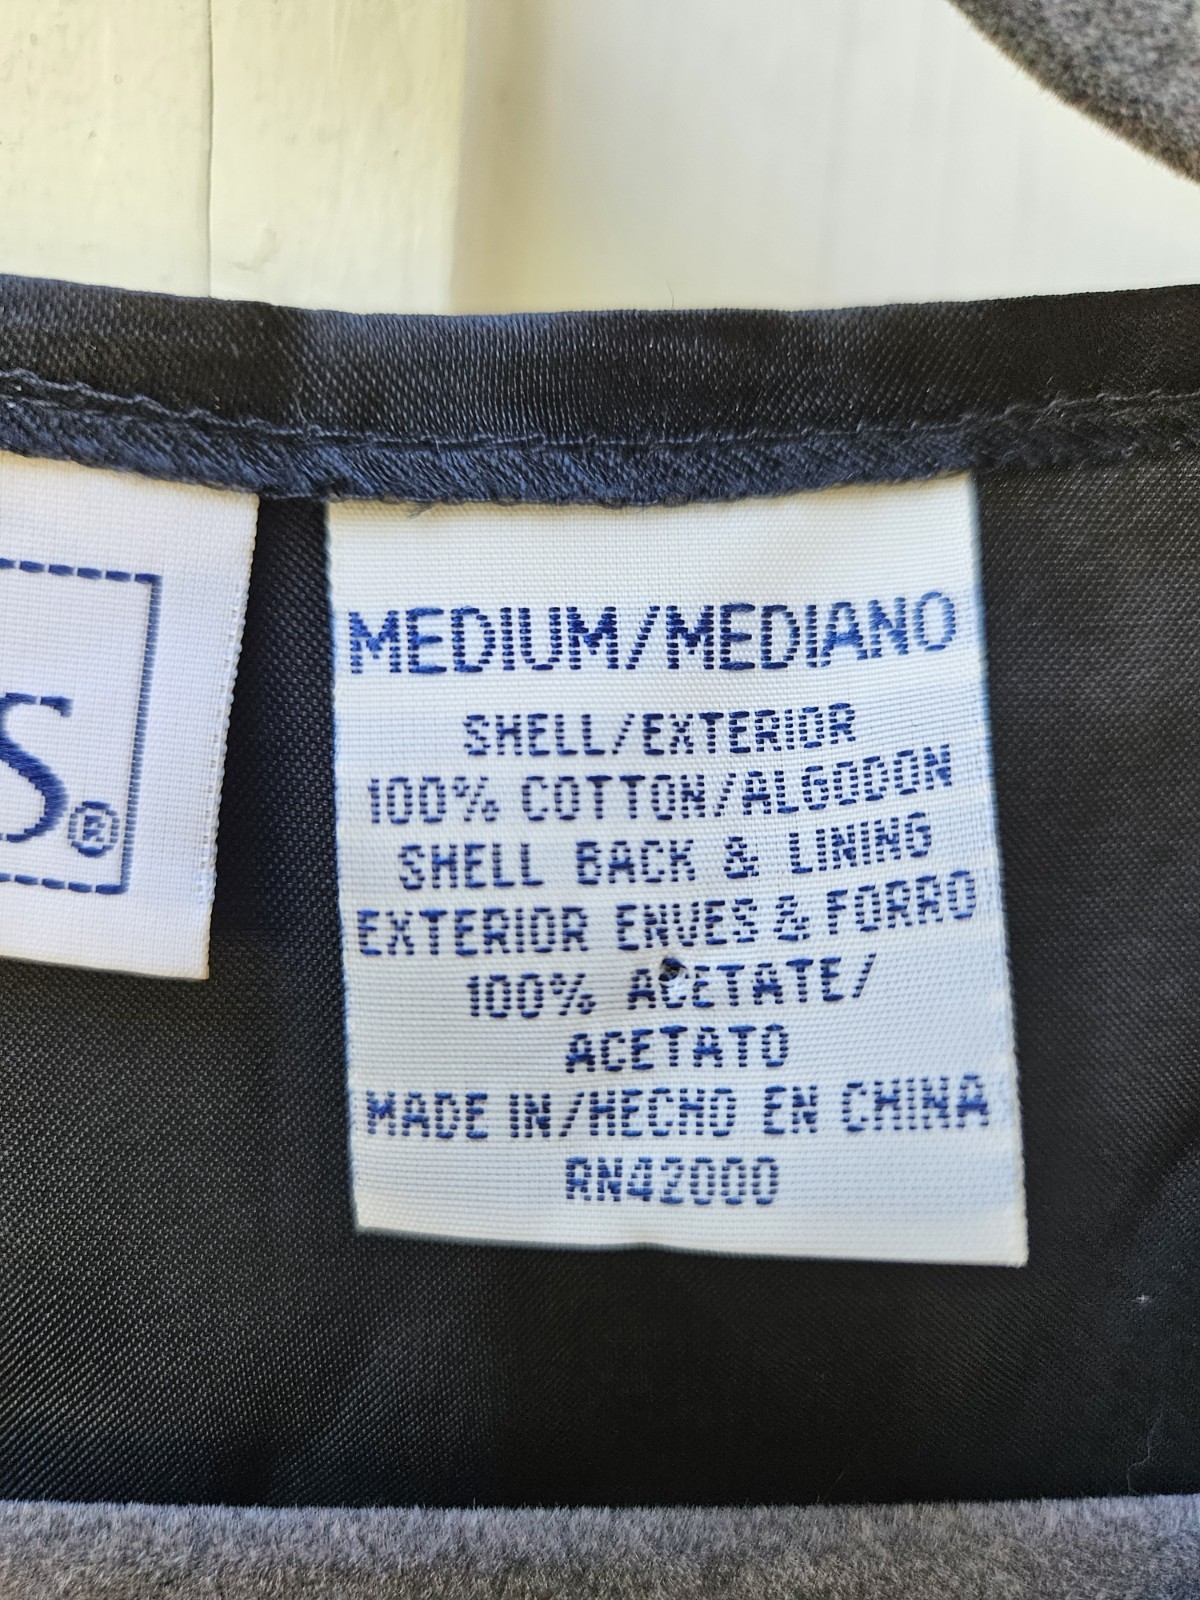 S®
MEDIUM/MEDIANO
SHELL/EXTERIOR
100% COTTON/ALGODON
SHELL BACK & LINING
EXTERIOR ENVES & FORRO
100% ACETATE/
ACETATO
MADE IN/HECHO EN CHINA
RN42000